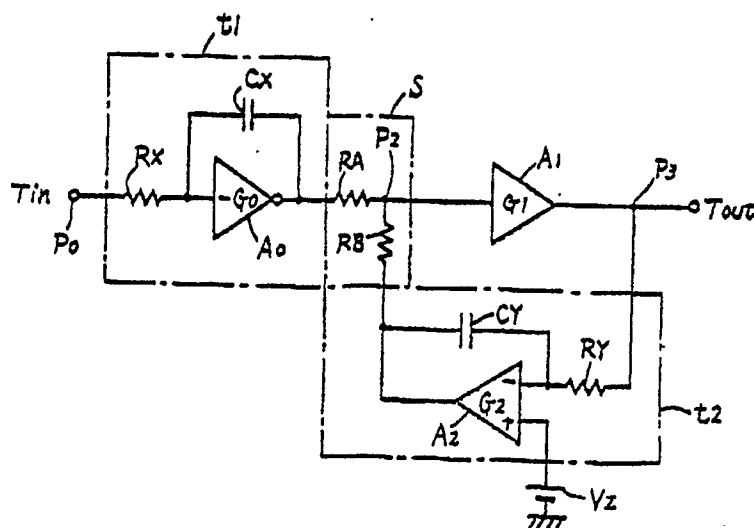 t1
CX
S
P2
RX
RA
A1
P3
Tin
-G0
G1
Tout
P0
A0
RB
CY
RY
-
G2
+
A2
t2
VZ